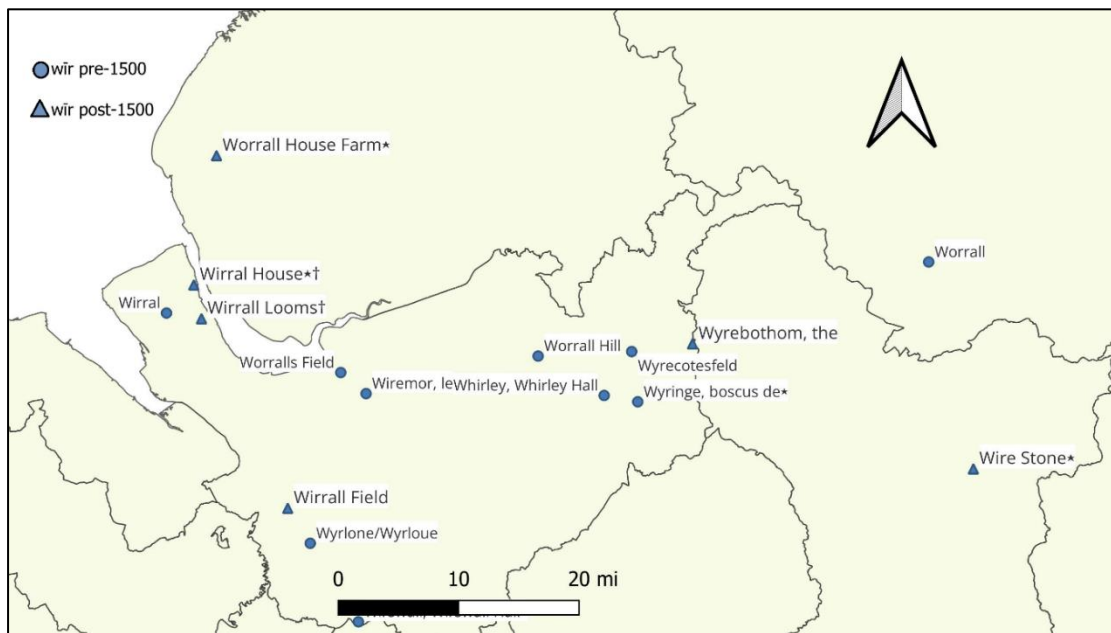 wīr pre-1500
wīr post-1500
Worrall House Farm⋆
Worrall
Wirral House⋆†
Wirral
Wirrall Looms†
Wyrebothom, the
Worrall Hill
Worralls Field
Wyrecotesfeld
Wiremor, le
Whirley, Whirley Hall
Wyringe, boscus de⋆
Wire Stone⋆
Wirrall Field
Wyrlone/Wyrloue
0 10 20 mi